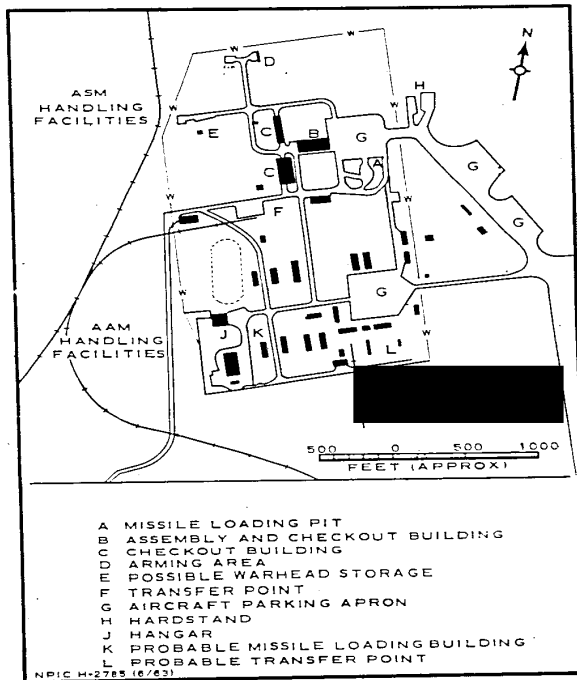 N
ASM
HANDLING
FACILITIES
W
W
D
H
W
E
C
B
G
G
C
A
G
W
F
W
W
G
AAM
HANDLING
FACILITIES
J
K
L
W
500 0 500 1000
FEET (APPROX)
A MISSILE LOADING PIT
B ASSEMBLY AND CHECKOUT BUILDING
C CHECKOUT BUILDING
D ARMING AREA
E POSSIBLE WARHEAD STORAGE
F TRANSFER POINT
G AIRCRAFT PARKING APRON
H HARDSTAND
J HANGAR
K PROBABLE MISSILE LOADING BUILDING
L PROBABLE TRANSFER POINT
NPIC H-2785 (6/63)